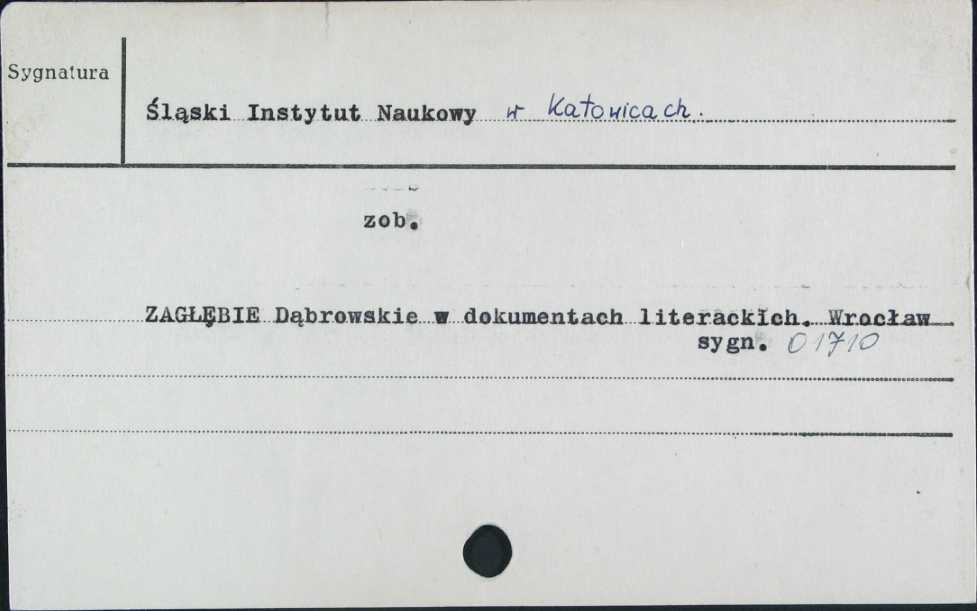 Sygnatura
Śląski Instytut Naukowy w Katowicach.
zob.
ZAGŁĘBIE Dąbrowskie w dokumentach literackich. Wrocław
sygn. 01710